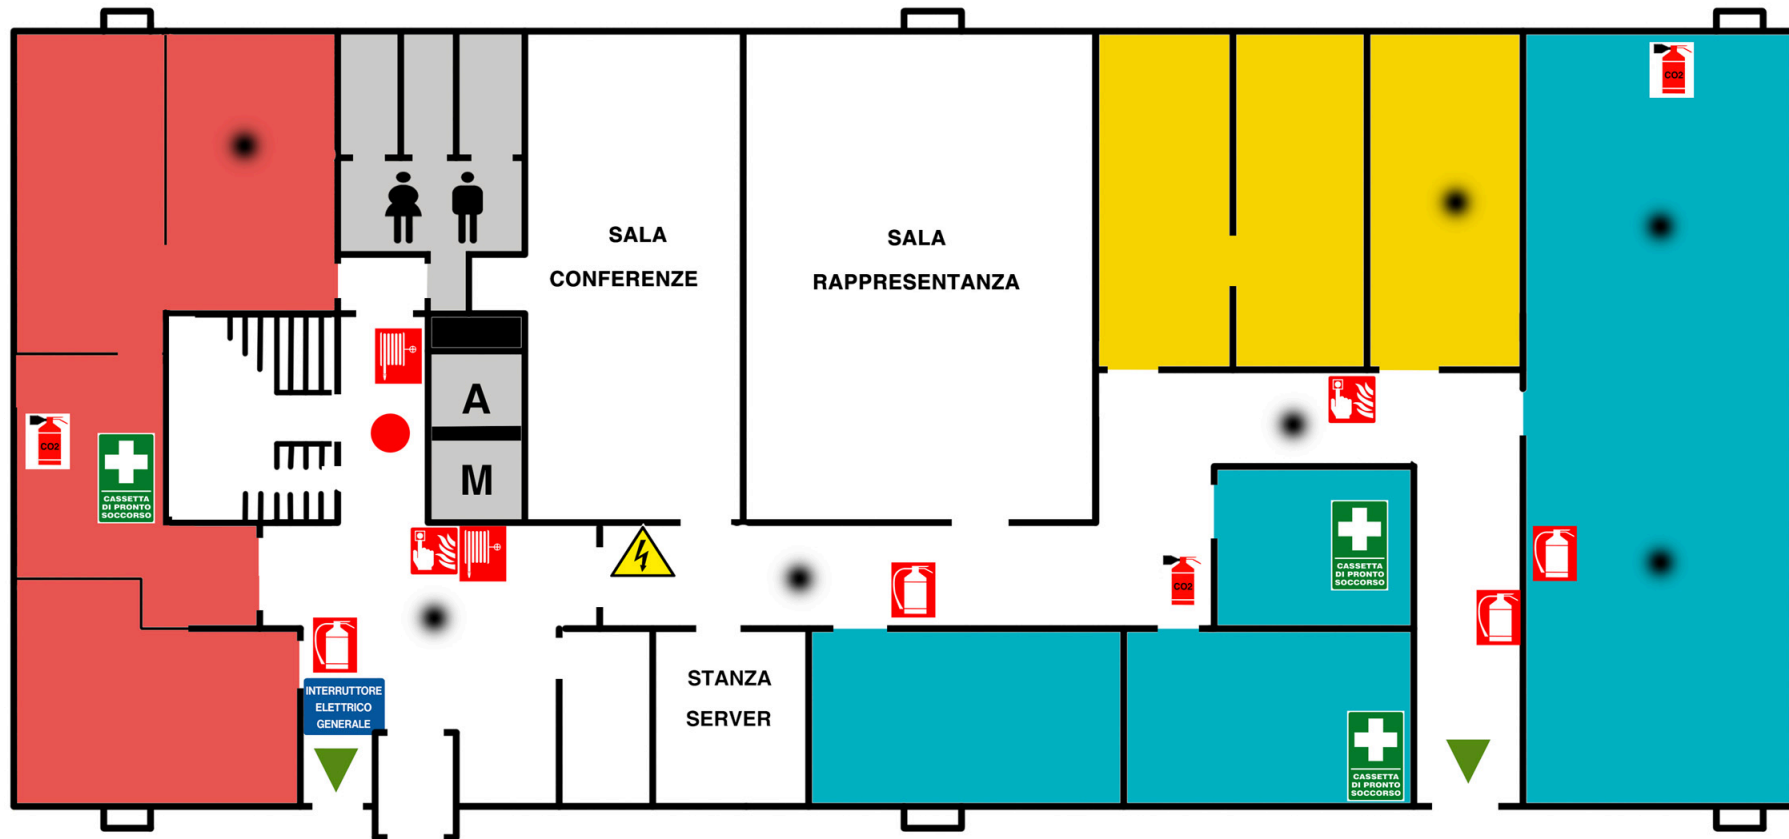 CO2
SALA
CONFERENZE
SALA
RAPPRESENTANZA
A
M
CO2
CASSETTA
DI PRONTO
SOCCORSO
CASSETTA
DI PRONTO
SOCCORSO
CO2
INTERRUTTORE
ELETTRICO
GENERALE
STANZA
SERVER
CASSETTA
DI PRONTO
SOCCORSO